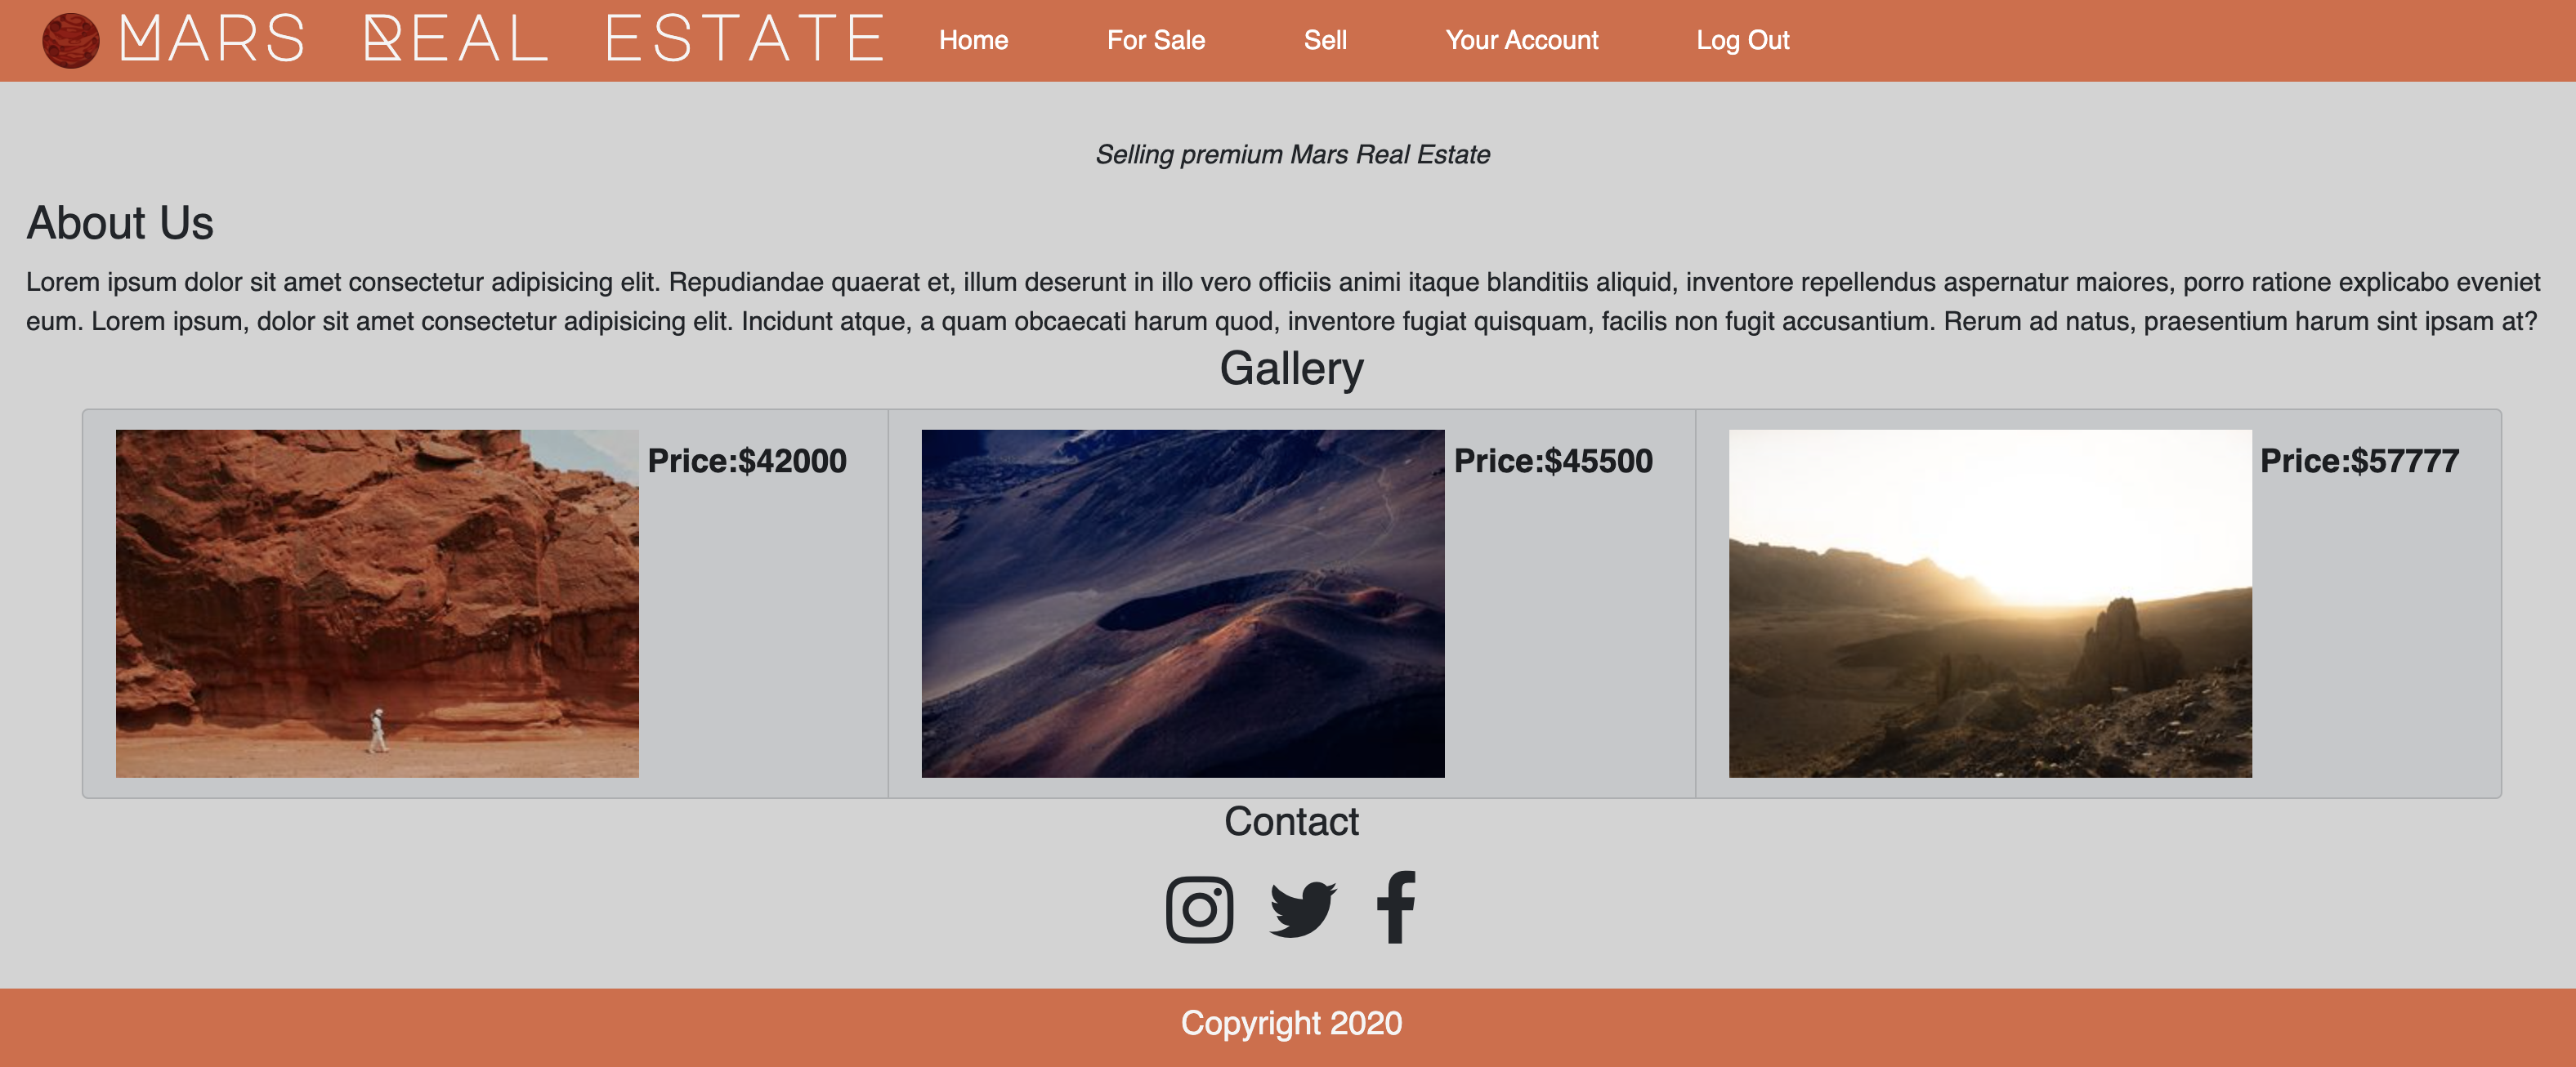 MARS REAL ESTATE Home For Sale Sell Your Account Log Out
Selling premium Mars Real Estate
About Us
Lorem ipsum dolor sit amet consectetur adipisicing elit. Repudiandae quaerat et, illum deserunt in illo vero officiis animi itaque blanditiis aliquid, inventore repellendus aspernatur maiores, porro ratione explicabo eveniet
eum. Lorem ipsum, dolor sit amet consectetur adipisicing elit. Incidunt atque, a quam obcaecati harum quod, inventore fugiat quisquam, facilis non fugit accusantium. Rerum ad natus, praesentium harum sint ipsam at?
Gallery
Price:$42000
Price:$45500
Price:$57777
Contact
Copyright 2020